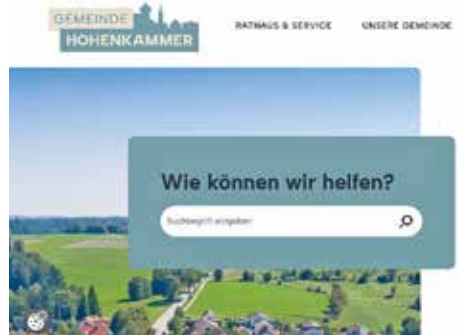 GEMEINDE
HOHENKAMMER
RATHAUS & SERVICE
UNSERE GEMEINDE
Wie können wir helfen?
Suchbegriff eingeben